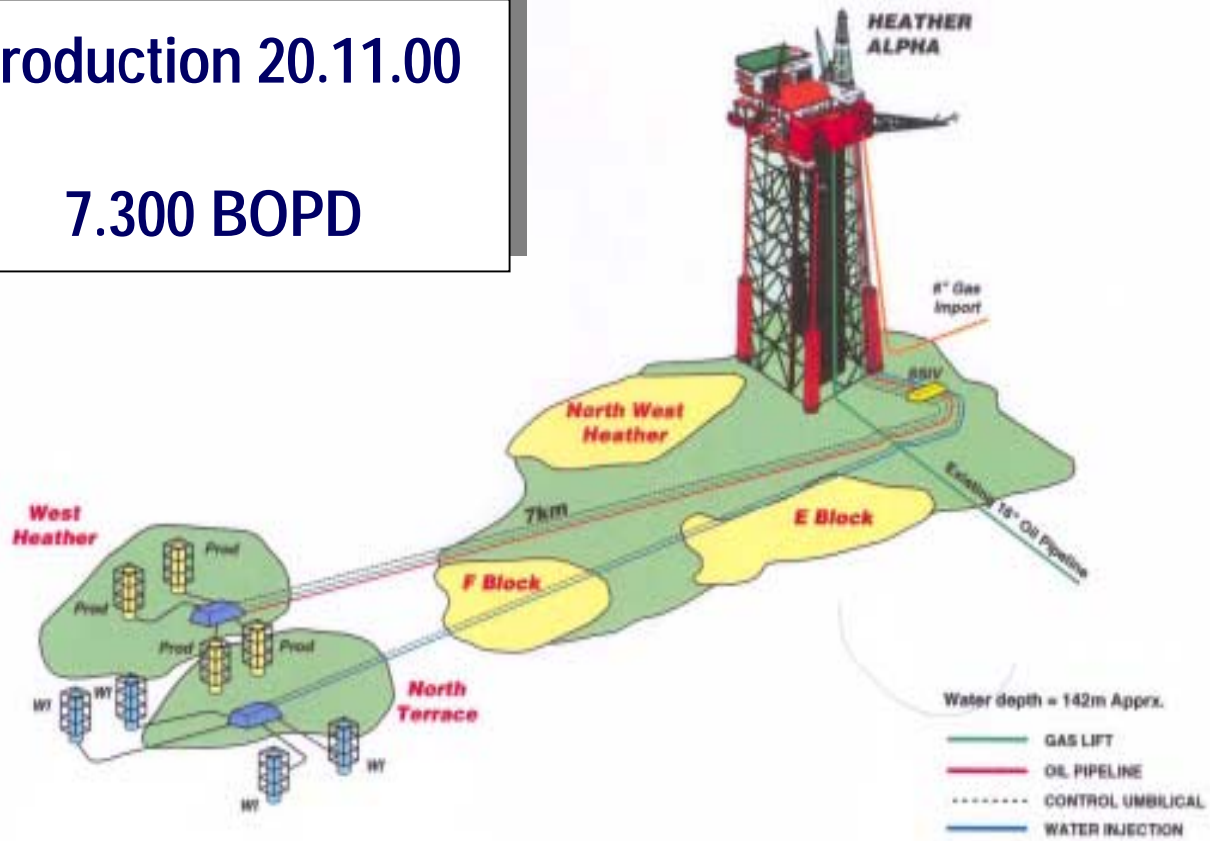 roduction 20.11.00
7.300 BOPD
HEATHER
ALPHA
8" Gas
Import
SSIV
North West
Heather
Existing 16" Oil Pipeline
7km
E Block
F Block
West
Heather
Prod
Prod
Prod
Prod
WI
WI
North
Terrace
WI
WI
Water depth = 142m Apprx.
GAS LIFT
OIL PIPELINE
CONTROL UMBILICAL
WATER INJECTION